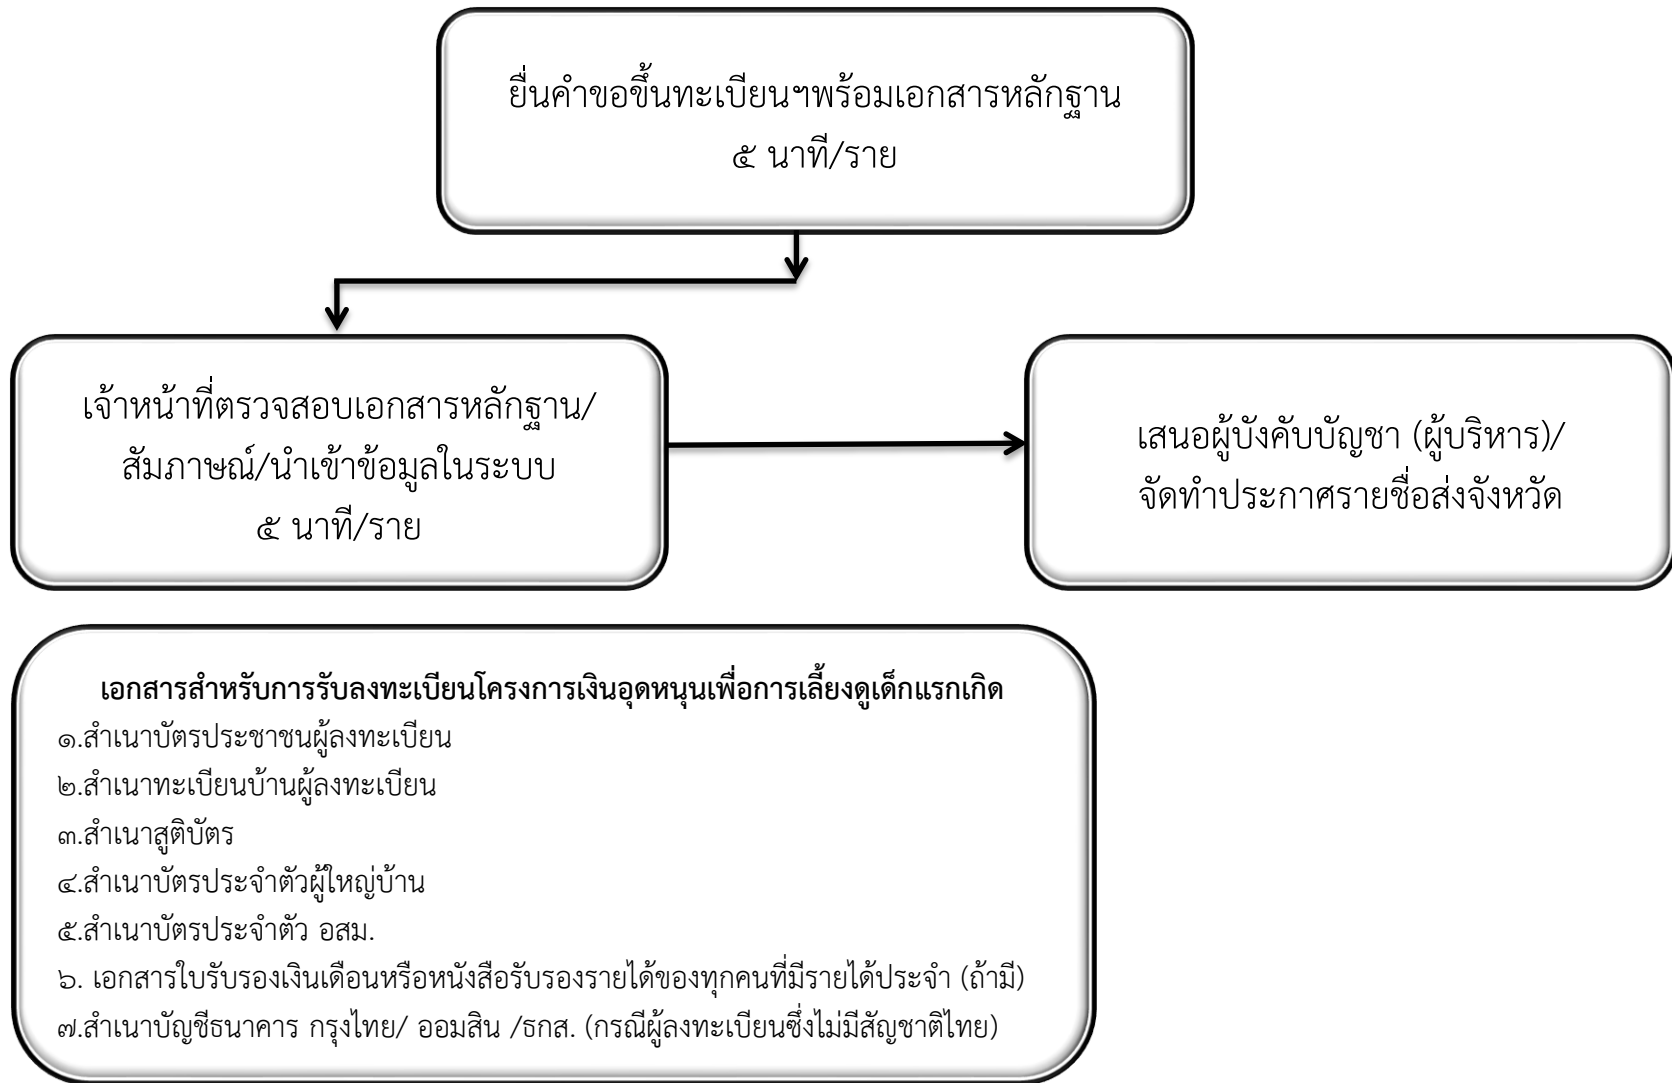 ยื่นคำขอขึ้นทะเบียนฯพร้อมเอกสารหลักฐาน
๕ นาที/ราย
เจ้าหน้าที่ตรวจสอบเอกสารหลักฐาน/
สัมภาษณ์/นำเข้าข้อมูลในระบบ
๕ นาที/ราย
เสนอผู้บังคับบัญชา (ผู้บริหาร)/
จัดทำประกาศรายชื่อส่งจังหวัด
เอกสารสำหรับการรับลงทะเบียนโครงการเงินอุดหนุนเพื่อการเลี้ยงดูเด็กแรกเกิด
๑.สำเนาบัตรประชาชนผู้ลงทะเบียน
๒.สำเนาทะเบียนบ้านผู้ลงทะเบียน
๓.สำเนาสูติบัตร
๔.สำเนาบัตรประจำตัวผู้ใหญ่บ้าน
๕.สำเนาบัตรประจำตัว อสม.
๖. เอกสารใบรับรองเงินเดือนหรือหนังสือรับรองรายได้ของทุกคนที่มีรายได้ประจำ (ถ้ามี)
๗.สำเนาบัญชีธนาคาร กรุงไทย/ ออมสิน /ธกส. (กรณีผู้ลงทะเบียนซึ่งไม่มีสัญชาติไทย)